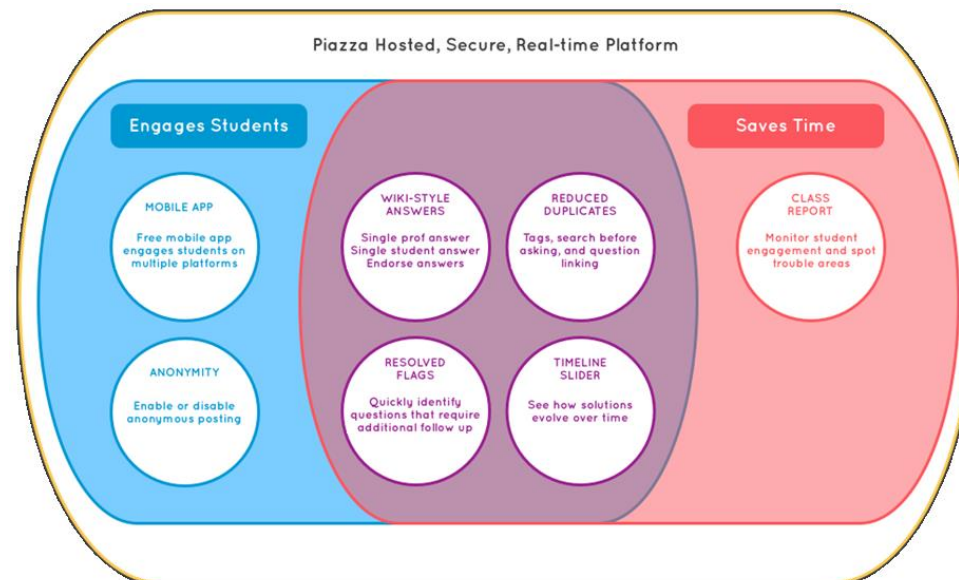 Piazza Hosted, Secure, Real-time Platform
Engages Students
Saves Time
MOBILE APP
Free mobile app
engages students on
multiple platforms
WIKI-STYLE
ANSWERS
Single prof answer
Single student answer
Endorse answers
REDUCED
DUPLICATES
Tags, search before
asking, and question
linking
CLASS
REPORT
Monitor student
engagement and spot
trouble areas
ANONYMITY
Enable or disable
anonymous posting
RESOLVED
FLAGS
Quickly identify
questions that require
additional follow up
TIMELINE
SLIDER
See how solutions
evolve over time